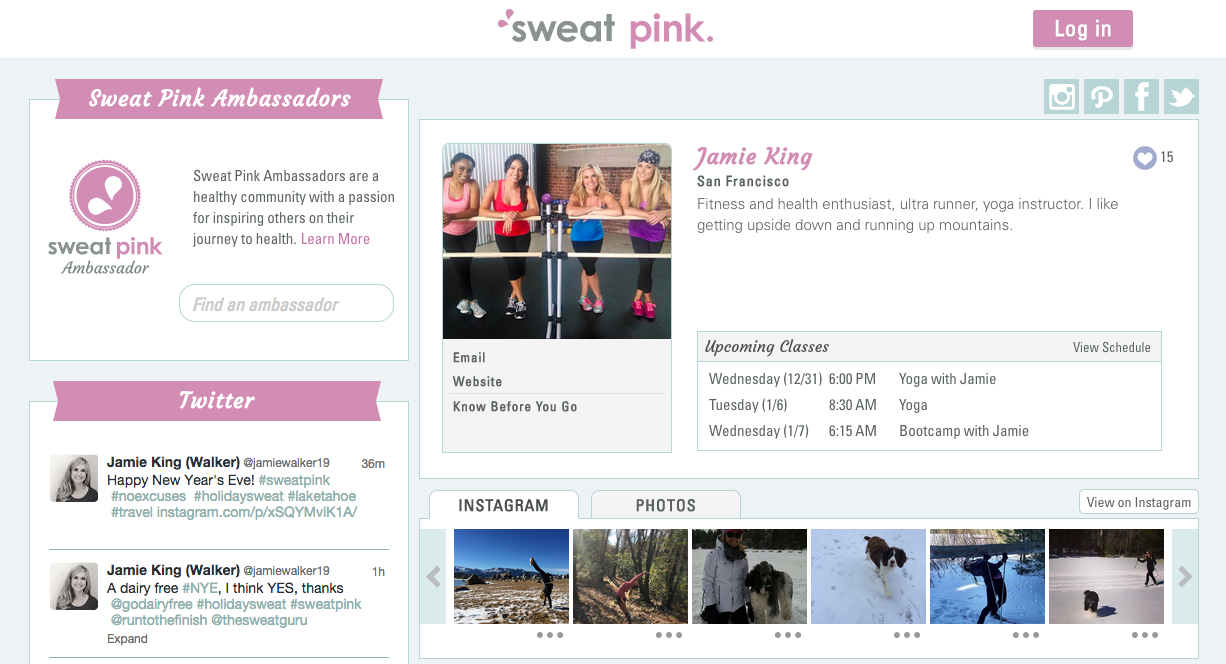 sweat pink.
Log in
Sweat Pink Ambassadors
sweat pink
Ambassador
Sweat Pink Ambassadors are a
healthy community with a passion
for inspiring others on their
journey to health. Learn More
Find an ambassador
Twitter
Jamie King (Walker) @jamiewalker19 36m
Happy New Year's Eve! #sweatpink
#noexcuses #holidaysweat #laketahoe
#travel instagram.com/p/xSQYMvlK1A/
Jamie King (Walker) @jamiewalker19 1h
A dairy free #NYE, I think YES, thanks
@godairyfree #holidaysweat #sweatpink
@runtothefinish @thesweatguru
Expand
Jamie King
15
San Francisco
Fitness and health enthusiast, ultra runner, yoga instructor. I like
getting upside down and running up mountains.
Email
Website
Know Before You Go
Upcoming Classes View Schedule
Wednesday (12/31) 6:00 PM Yoga with Jamie
Tuesday (1/6) 8:30 AM Yoga
Wednesday (1/7) 6:15 AM Bootcamp with Jamie
INSTAGRAM
PHOTOS
View on Instagram